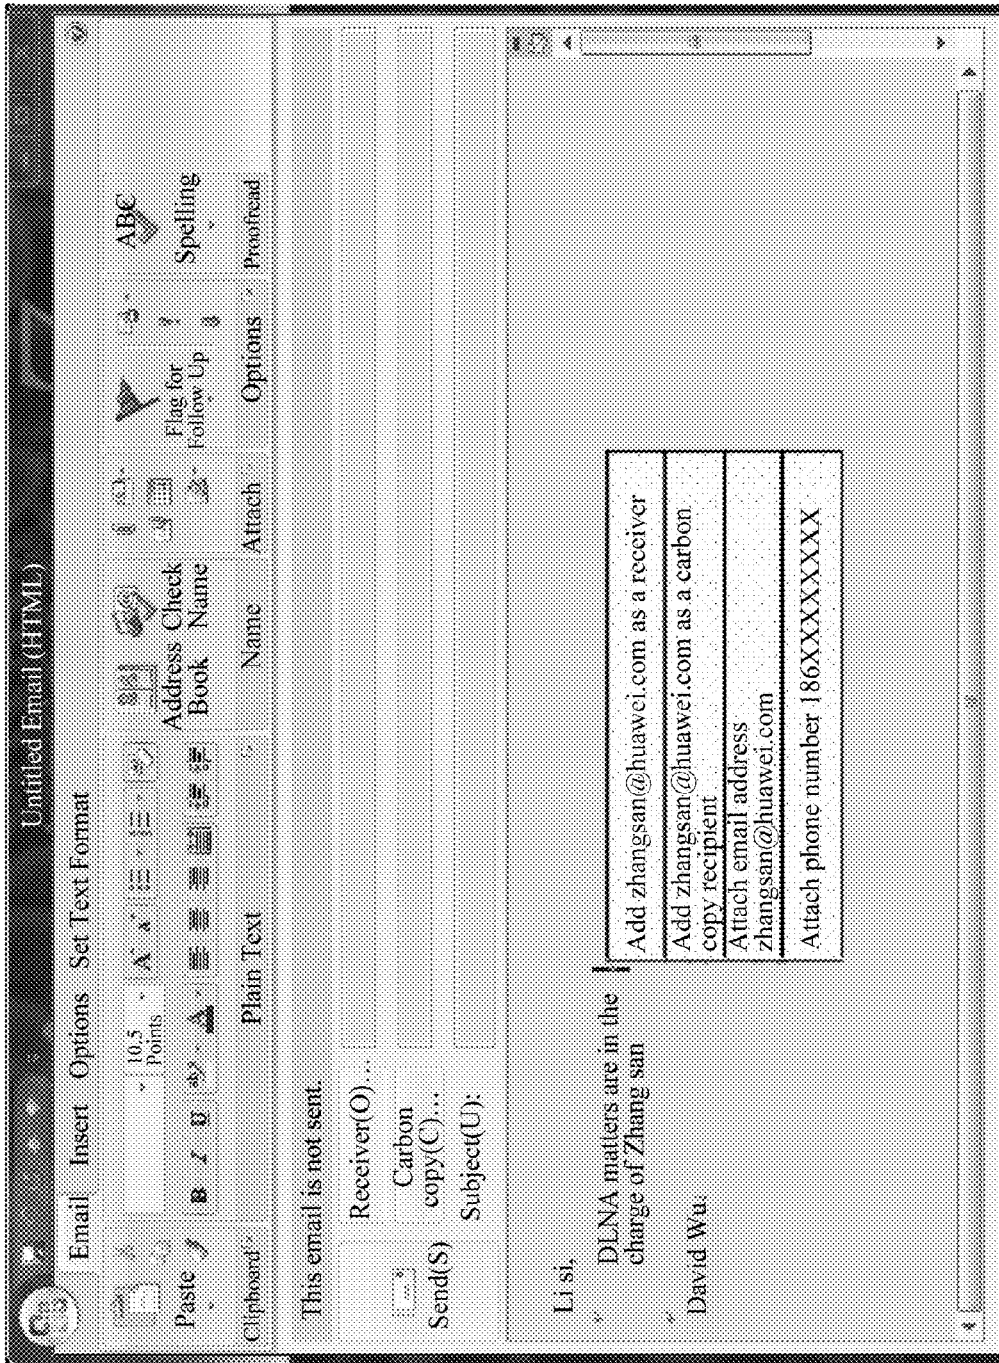 Untitled Email (HTML)
Email Insert Options Set Text Format
Paste
Clipboard
10.5
Points
B I U
A A
A
Plain Text
Address
Book
Check
Name
Name
Attach
Flag for
Follow Up
Options
ABC
Spelling
Proofread
This email is not sent.
Send(S)
Receiver(O)...
Carbon
copy(C)...
Subject(U):
Li si,
DLNA matters are in the
charge of Zhang san
David Wu
Add zhangsan@huawei.com as a receiver
Add zhangsan@huawei.com as a carbon
copy recipient
Attach email address
zhangsan@huawei.com
Attach phone number 186XXXXXXXX